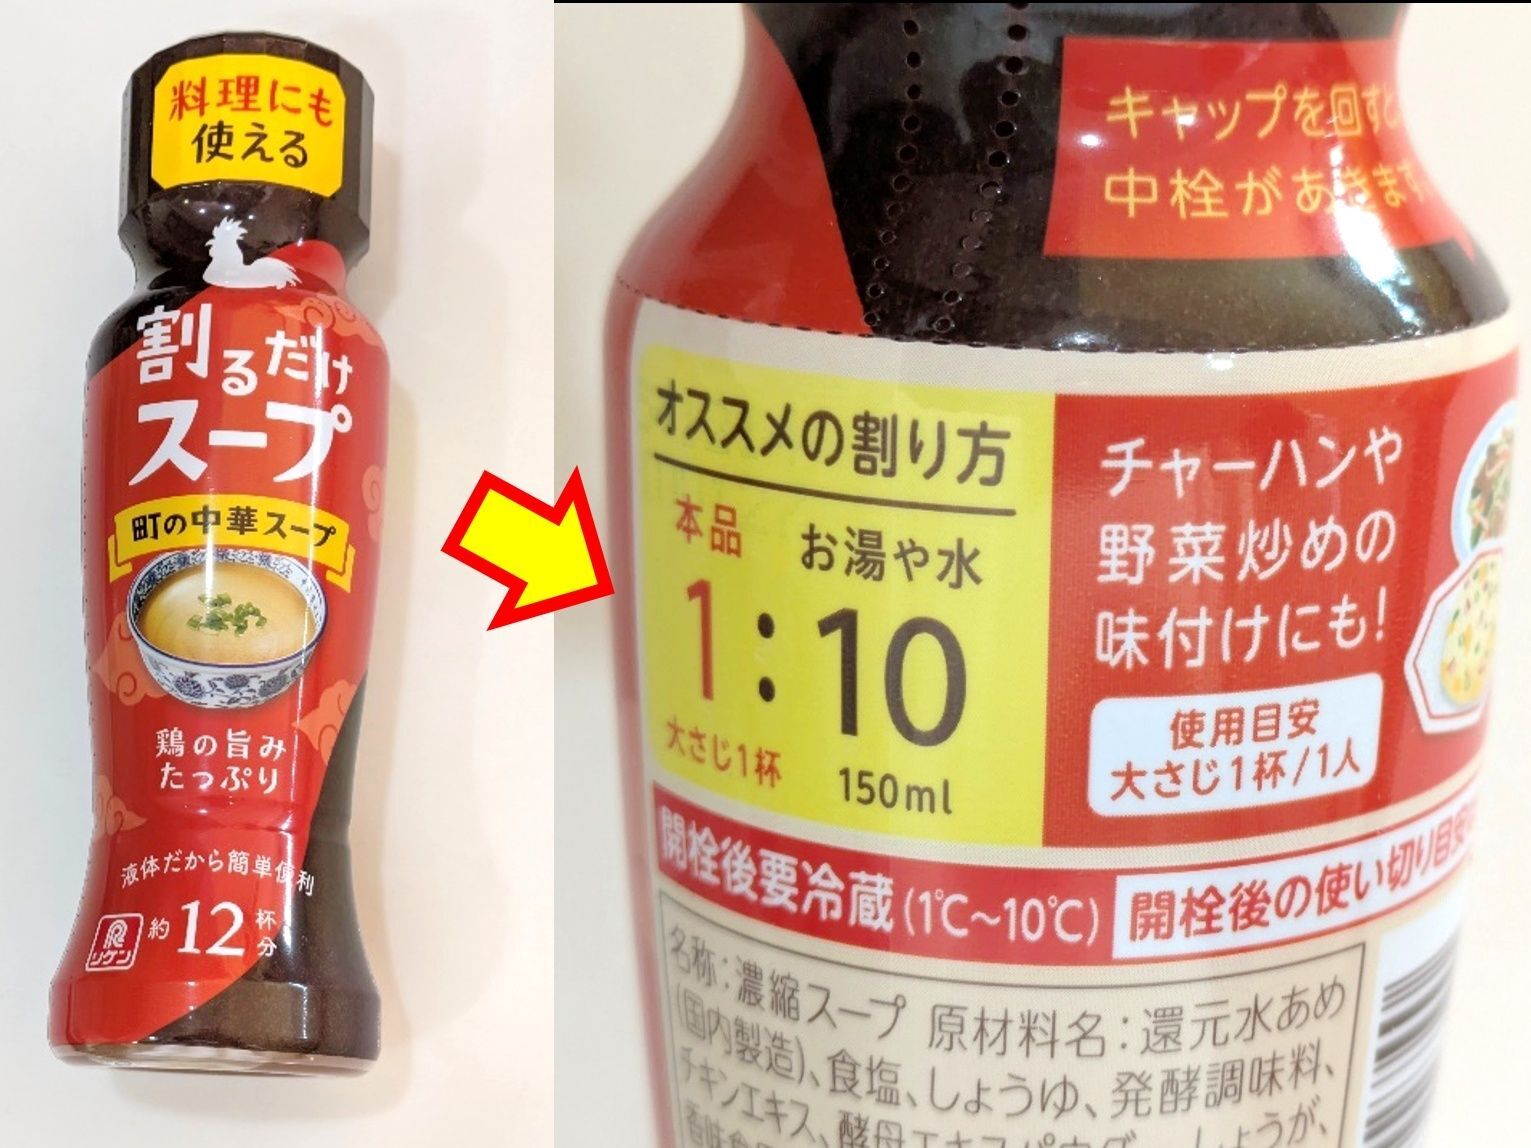 料理にも
使える
割るだけ
スープ
町の中華スープ
鶏の旨み
たっぷり
液体だから簡単便利
リケン
約12杯分
キャップを回すと
中栓があきます
オススメの割り方
本品 お湯や水
1:10
大さじ1杯 150ml
チャーハンや
野菜炒めの
味付けにも!
使用目安
大さじ1杯/1人
開栓後要冷蔵(1℃~10℃)
開栓後の使い切り目安
名称:濃縮スープ 原材料名:還元水あめ
(国内製造)、食塩、しょうゆ、発酵調味料、
チキンエキス、酵母エキスパウダー、しょうが、